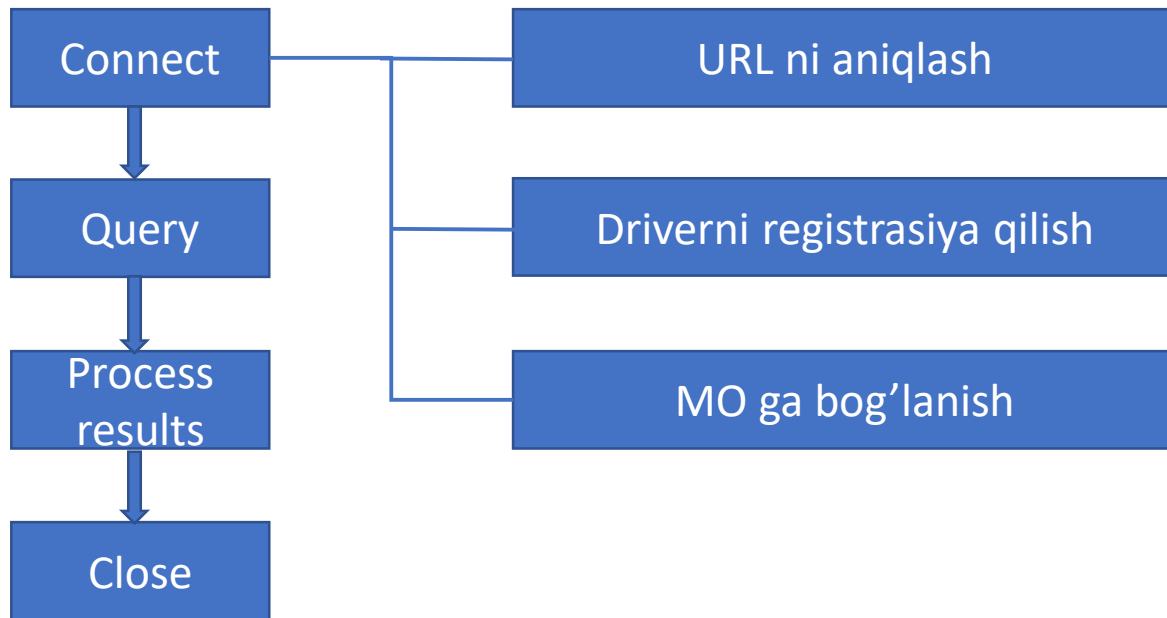 Connect
URL ni aniqlash
Query
Driverni registrasiya qilish
Process
results
MO ga bog’lanish
Close